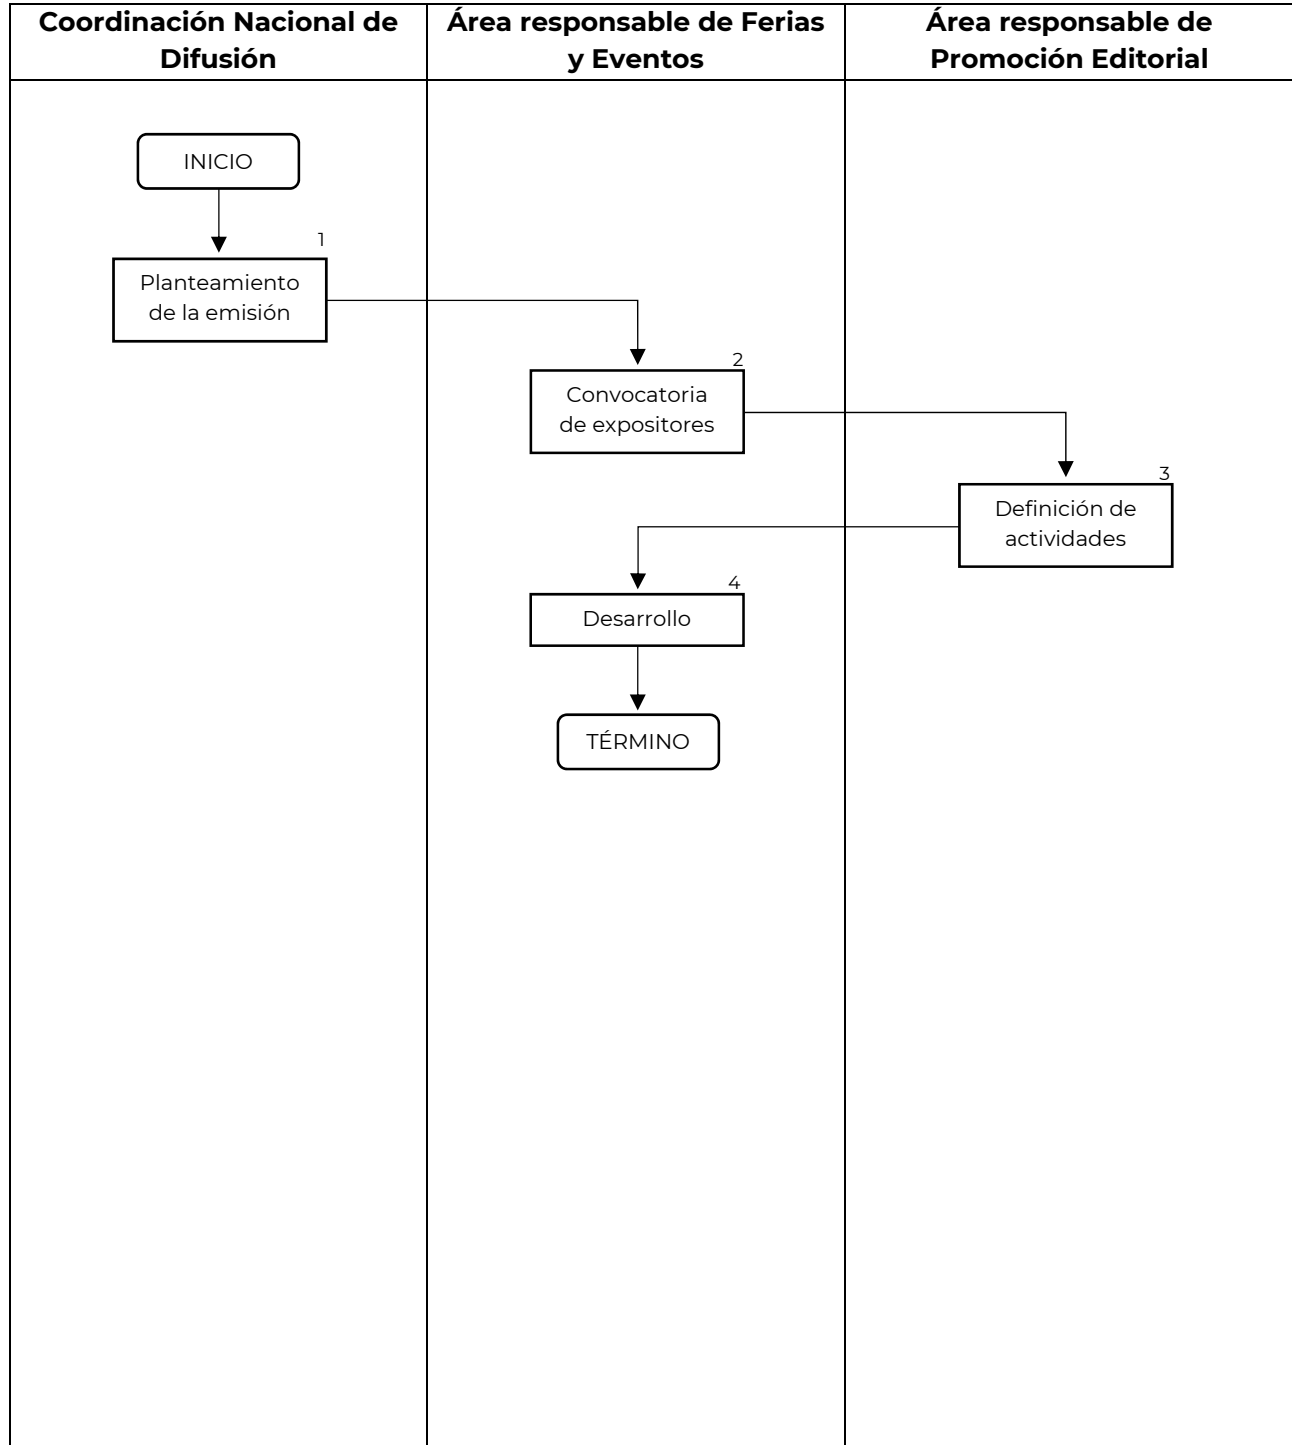 Coordinación Nacional de
Difusión
Área responsable de Ferias
y Eventos
Área responsable de
Promoción Editorial
INICIO
1
Planteamiento
de la emisión
2
Convocatoria
de expositores
3
Definición de
actividades
4
Desarrollo
TÉRMINO